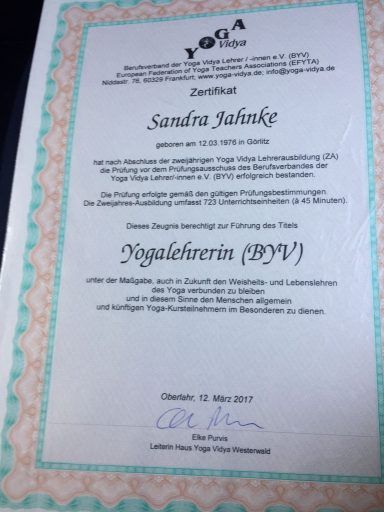 YOGA
Vidya
Berufsverband der Yoga Vidya Lehrer / -innen e.V. (BYV)
European Federation of Yoga Teachers Associations (EFYTA)
Niddastr. 76, 60329 Frankfurt, www.yoga-vidya.de; info@yoga-vidya.de
Zertifikat
Sandra Jahnke
geboren am 12.03.1976 in Görlitz
hat nach Abschluss der zweijährigen Yoga Vidya Lehrerausbildung (ZA)
die Prüfung vor dem Prüfungsausschuss des Berufsverbandes der
Yoga Vidya Lehrer/-innen e.V. (BYV) erfolgreich bestanden.
Die Prüfung erfolgte gemäß den gültigen Prüfungsbestimmungen.
Die Zweijahres-Ausbildung umfasst 723 Unterrichtseinheiten (à 45 Minuten).
Dieses Zeugnis berechtigt zur Führung des Titels
Yogalehrerin (BYV)
unter der Maßgabe, auch in Zukunft den Weisheits- und Lebenslehren
des Yoga verbunden zu bleiben
und in diesem Sinne den Menschen allgemein
und künftigen Yoga-Kursteilnehmern im Besonderen zu dienen.
Oberlahr, 12. März 2017
Elke Purvis
Leiterin Haus Yoga Vidya Westerwald